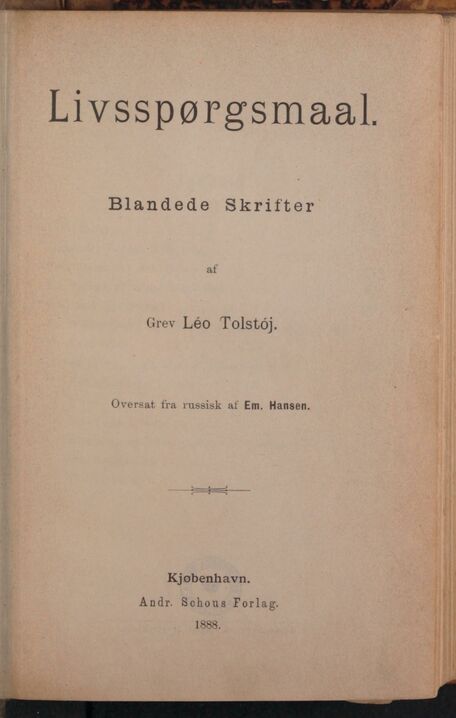 Livsspørgsmaal.
Blandede Skrifter
af
Grev Léo Tolstój.
Oversat fra russisk af Em. Hansen.
Kjøbenhavn.
Andr. Schous Forlag.
1888.